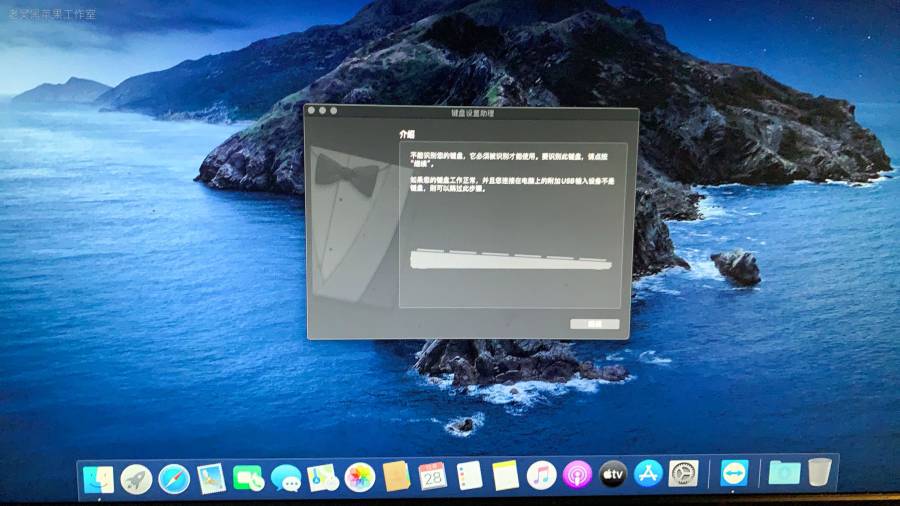 老吴黑苹果工作室
键盘设置助理
介绍
不能识别您的键盘。它必须被识别才能使用。要识别此键盘，请点按
“继续”。
如果您的键盘工作正常，并且您连接在电脑上的附加USB输入设备不是
键盘，则可以跳过此步骤。
继续
28
tv